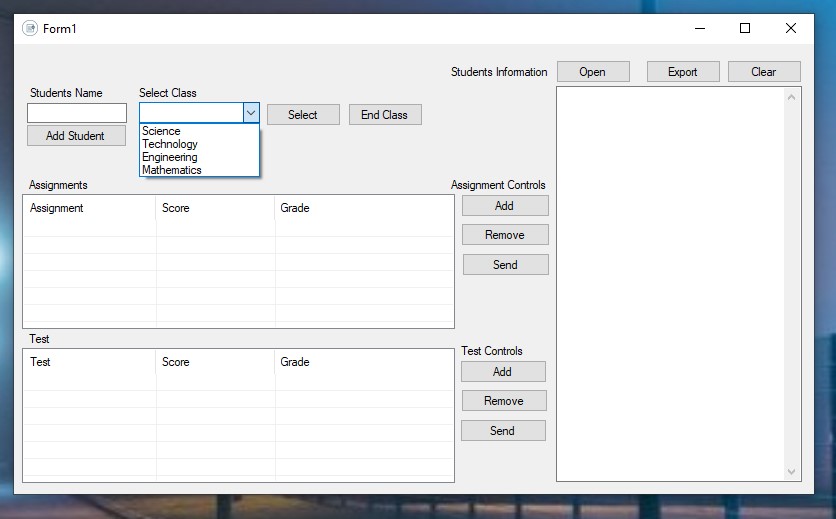 Form1
Students Information
Open
Export
Clear
Students Name
Select Class
Select
End Class
Add Student
Science
Technology
Engineering
Mathematics
Assignments
Assignment Controls
Assignment Score Grade
Add
Remove
Send
Test
Test Controls
Test Score Grade
Add
Remove
Send